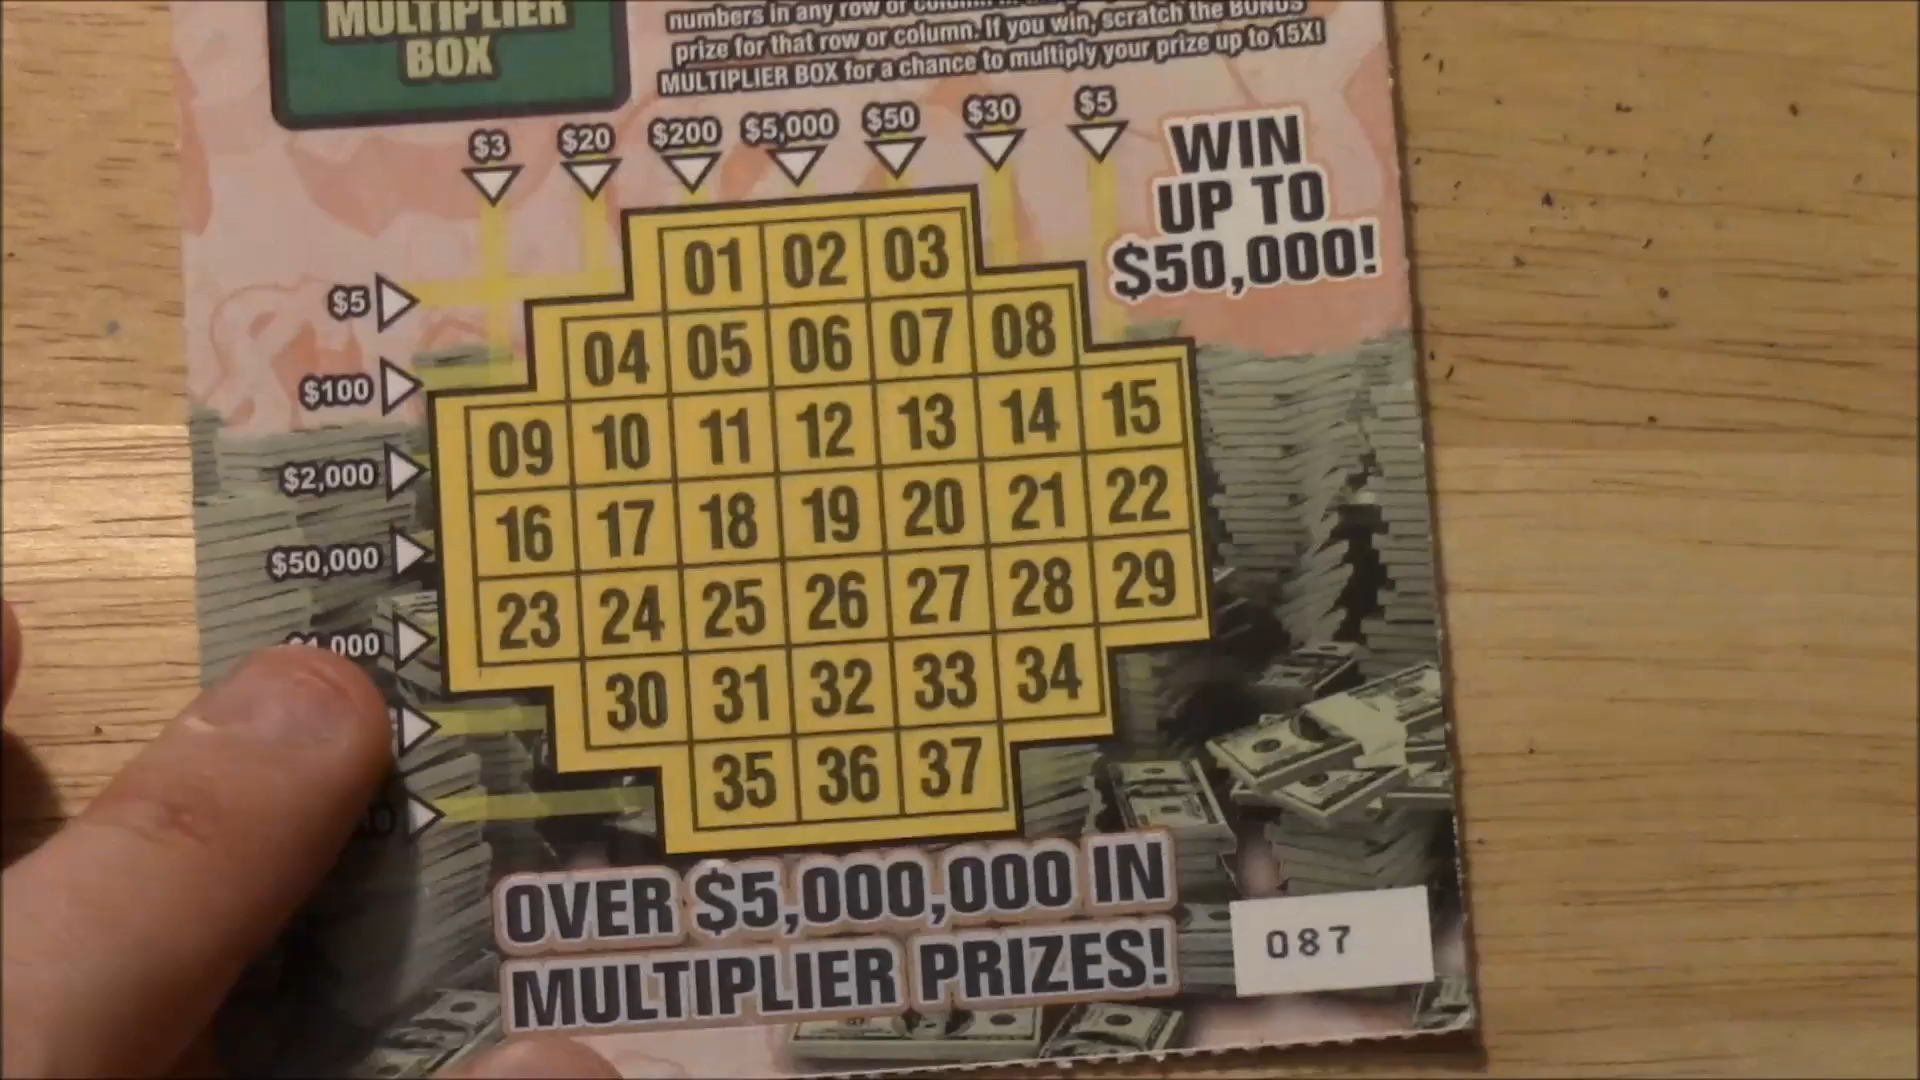 MULTIPLIER
BOX
numbers in any row or
prize for that row or column. If you win, scratch the BONUS
MULTIPLIER BOX for a chance to multiply your prize up to 15X!
$3 $20 $200 $5,000 $50 $30 $5
WIN
UP TO
$50,000!
$5 01 02 03
$100 04 05 06 07 08
$2,000 09 10 11 12 13 14 15
$50,000 16 17 18 19 20 21 22
23 24 25 26 27 28 29
30 31 32 33 34
35 36 37
OVER $5,000,000 IN
MULTIPLIER PRIZES!
087